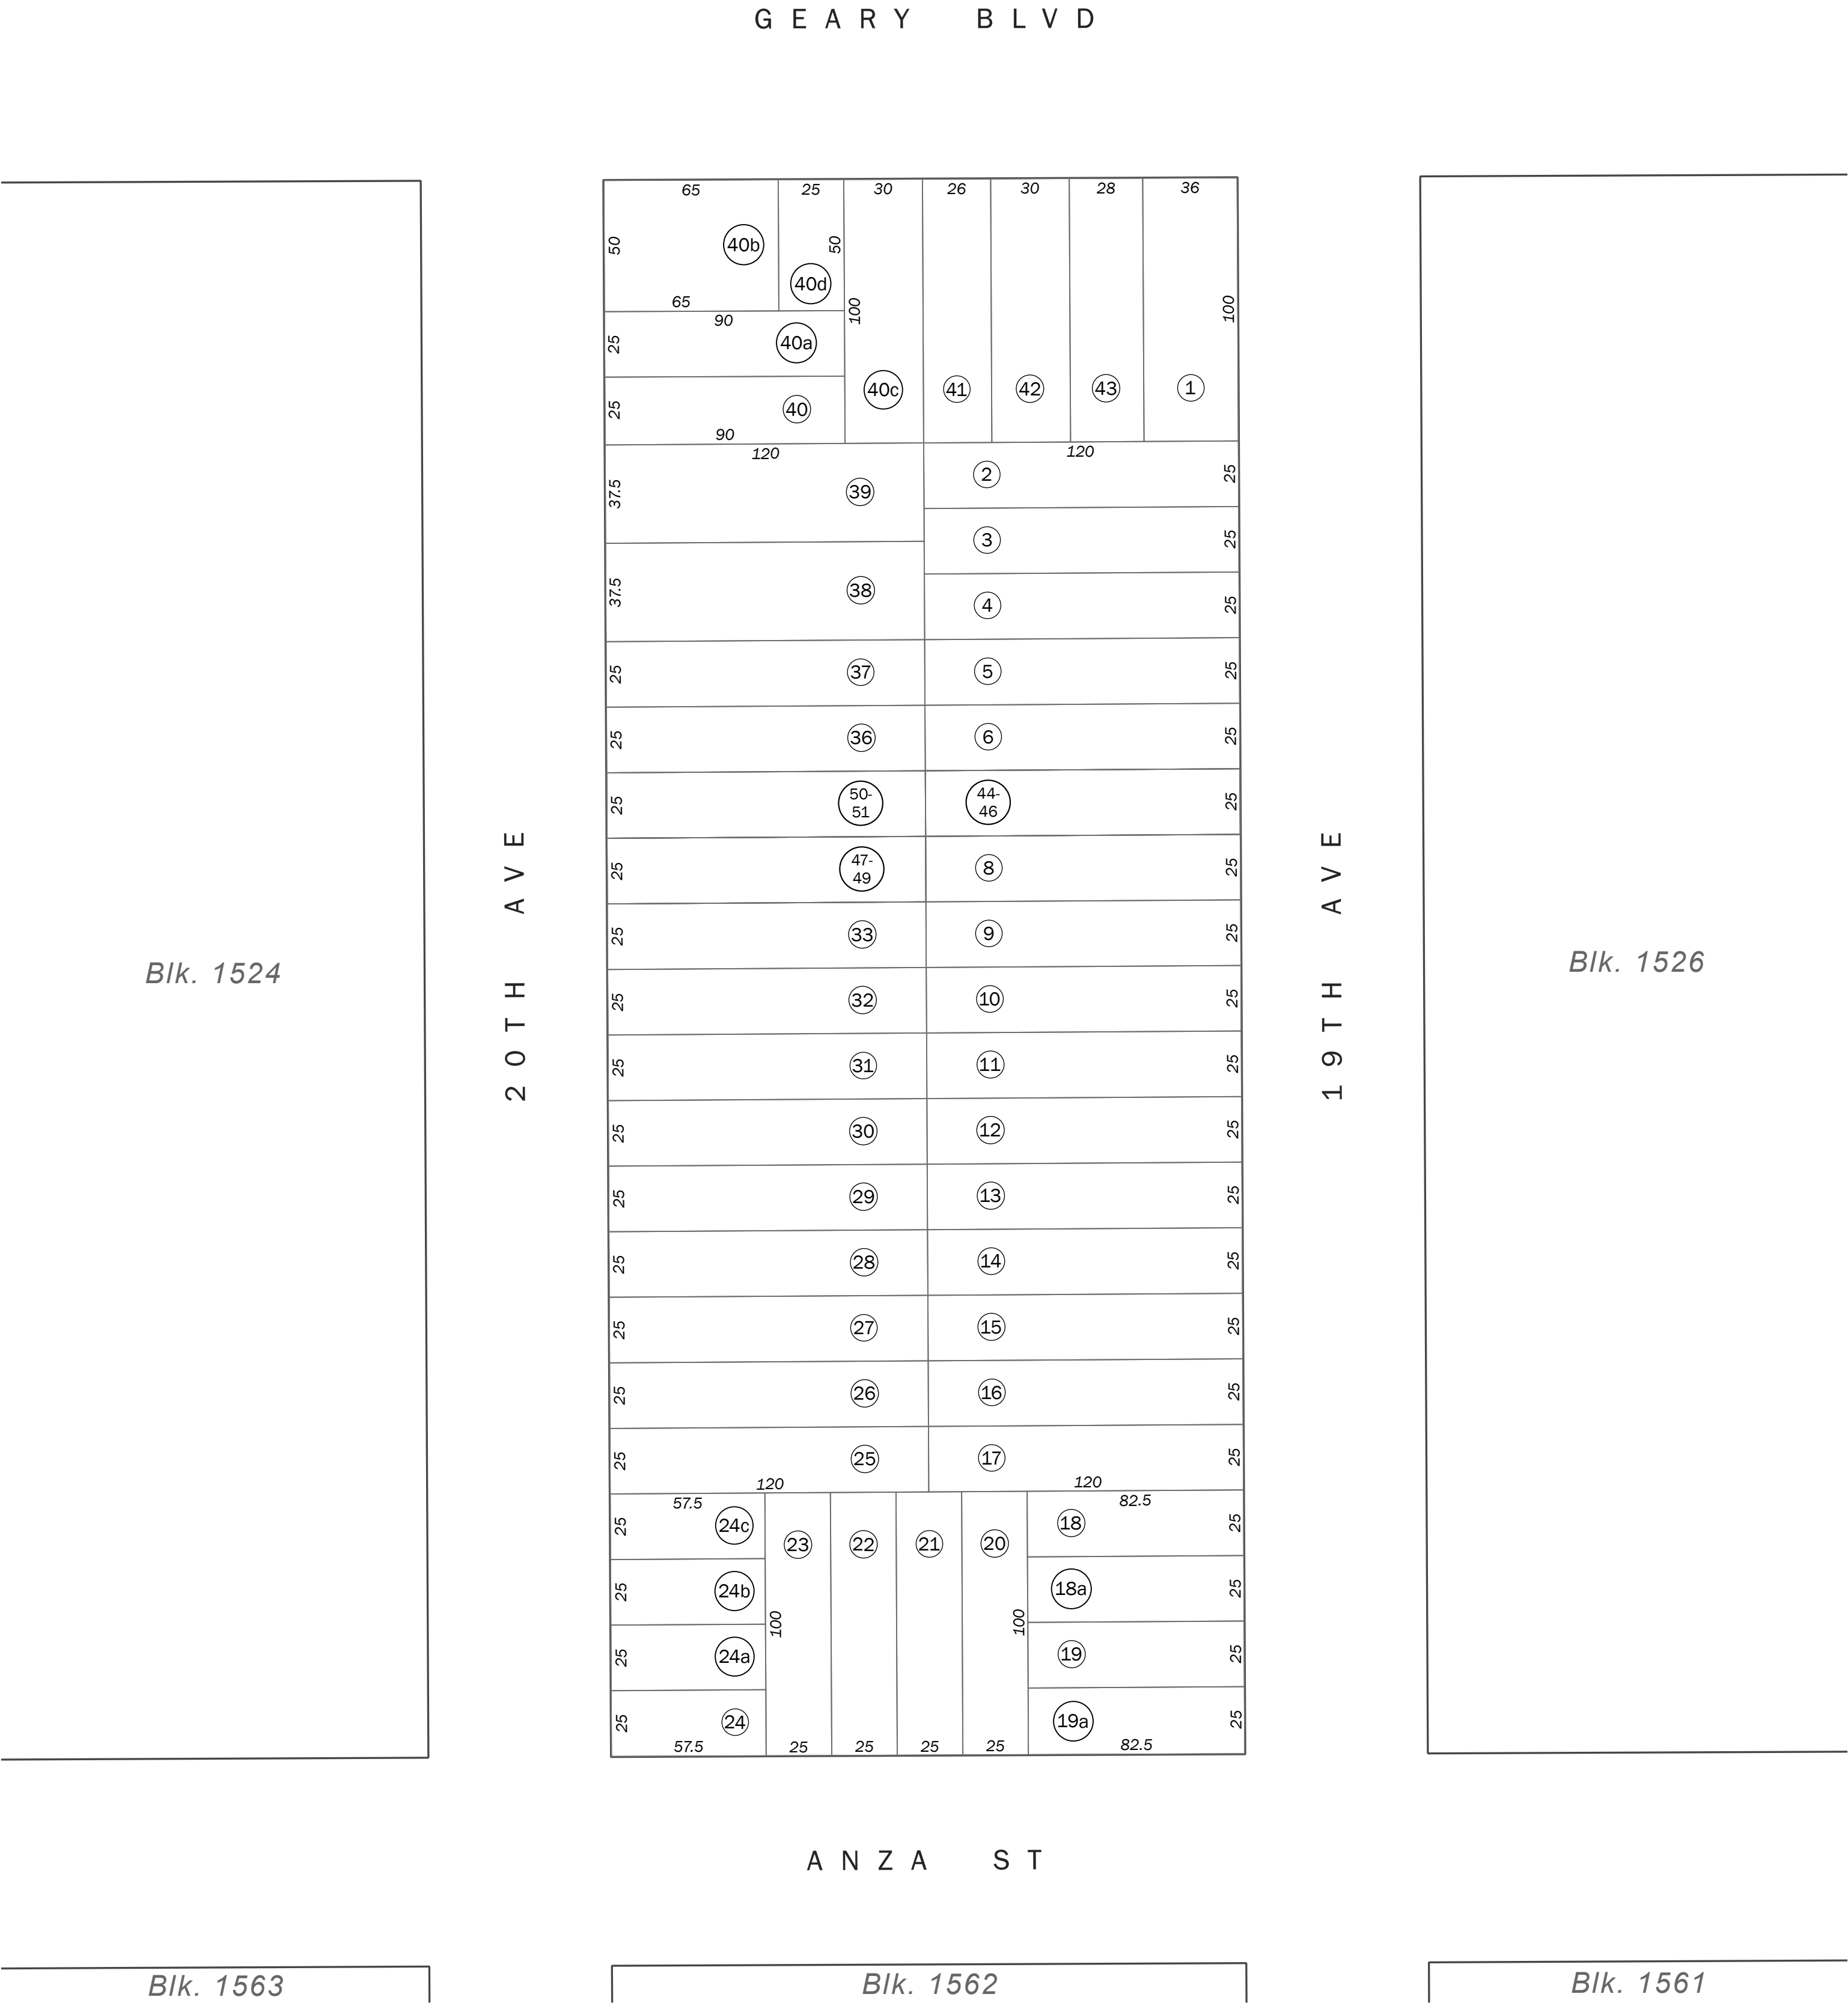 GEARY BLVD
65 25 30 26 30 28 36
50 40b 50 40d
65
100 100
90
25 40a
40c 41 42 43 1
25 40
90
120 120
37.5 39 2 25
3 25
37.5 38 4 25
25 37 5 25
25 36 6 25
25 50- 44- 25
51 46
25 47- 8 25
49
25 33 9 25
25 32 10 25
25 31 11 25
25 30 12 25
25 29 13 25
25 28 14 25
25 27 15 25
25 26 16 25
25 25 17 25
120 120
57.5 82.5
25 24c 23 22 21 20 18 25
25 24b 18a 25
100 100
25 24a 19 25
25 24 19a 25
57.5 25 25 25 25 82.5
20TH AVE
19TH AVE
Blk. 1524
Blk. 1526
ANZA ST
Blk. 1563
Blk. 1562
Blk. 1561